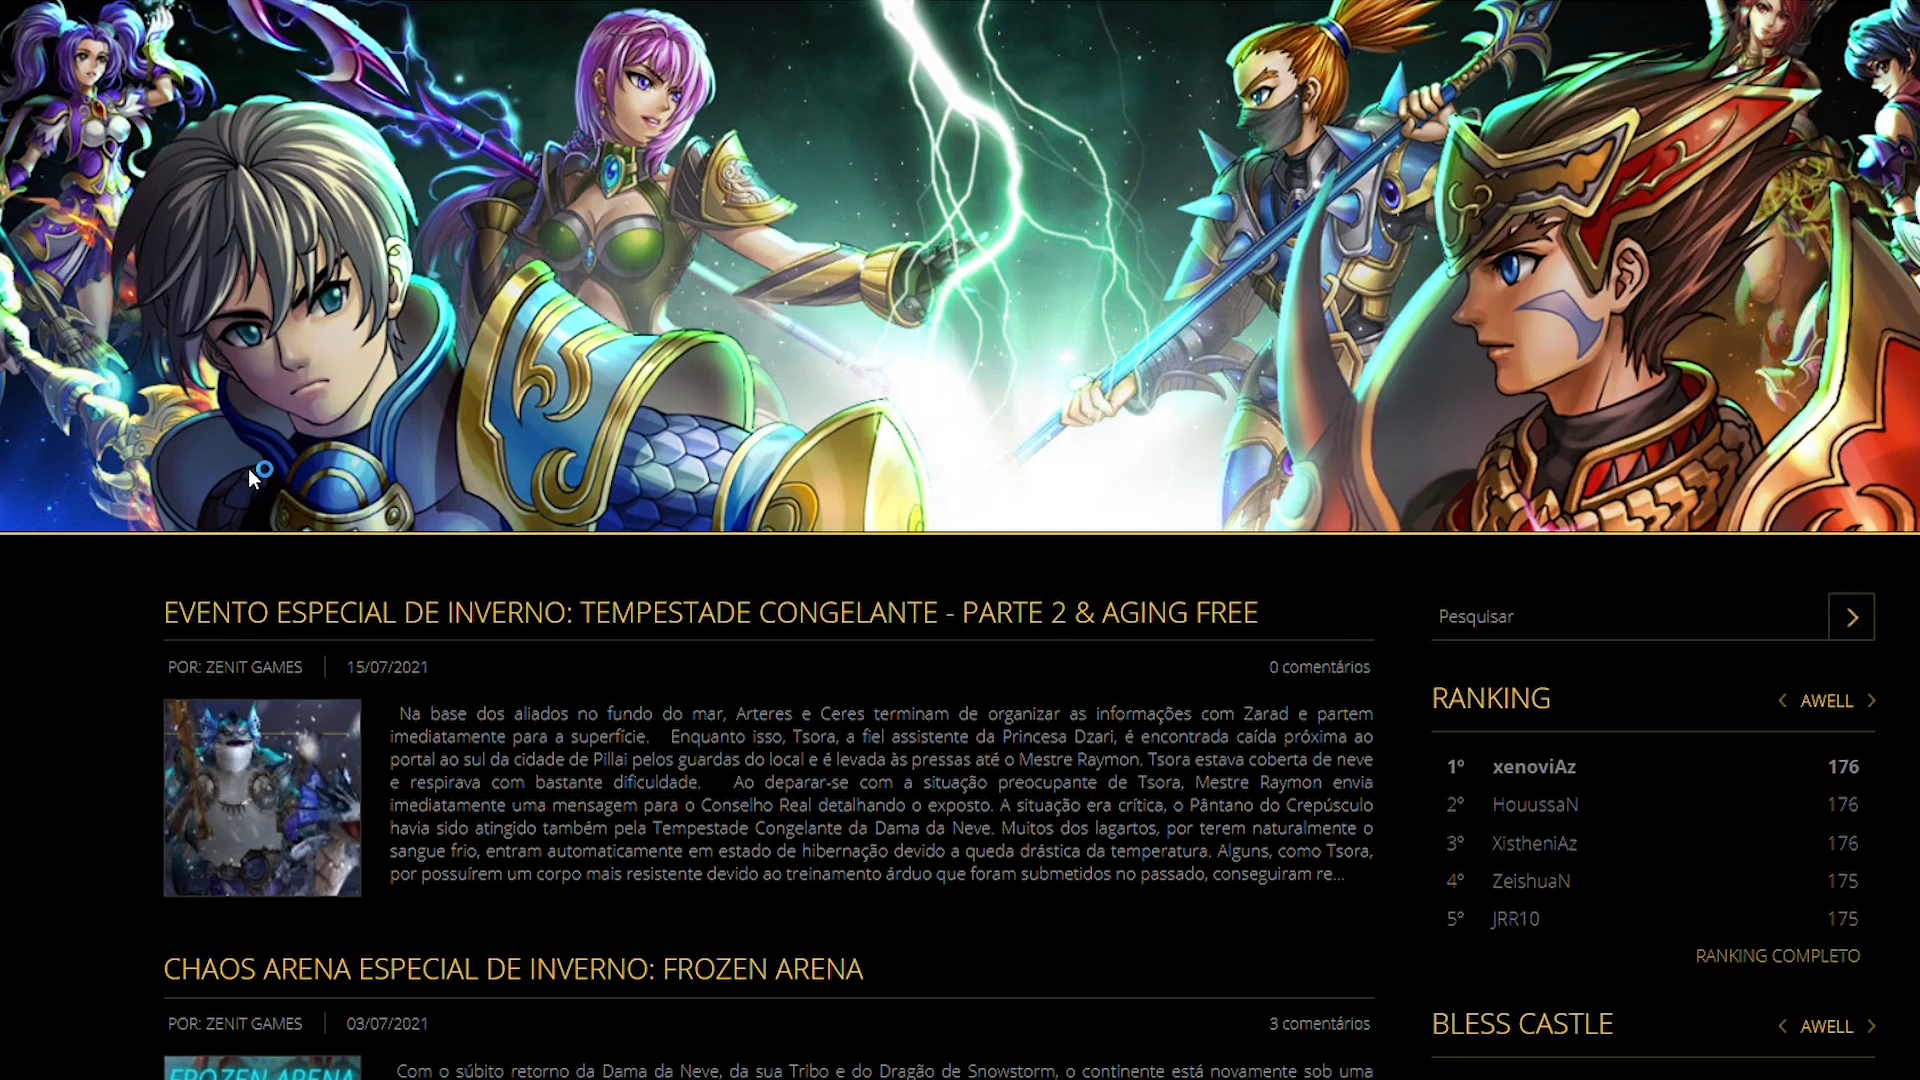 EVENTO ESPECIAL DE INVERNO: TEMPESTADE CONGELANTE - PARTE 2 & AGING FREE
POR: ZENIT GAMES
15/07/2021
0 comentários
Na base dos aliados no fundo do mar, Arteres e Ceres terminam de organizar as informações com Zarad e partem
imediatamente para a superfície. Enquanto isso, Tsora, a fiel assistente da Princesa Dzari, é encontrada caída próxima ao
portal ao sul da cidade de Pillai pelos guardas do local e é levada às pressas até o Mestre Raymon. Tsora estava coberta de neve
e respirava com bastante dificuldade. Ao deparar-se com a situação preocupante de Tsora, Mestre Raymon envia
imediatamente uma mensagem para o Conselho Real detalhando o exposto. A situação era crítica, o Pântano do Crepúsculo
havia sido atingido também pela Tempestade Congelante da Dama da Neve. Muitos dos lagartos, por terem naturalmente o
sangue frio, entram automaticamente em estado de hibernação devido a queda drástica da temperatura. Alguns, como Tsora,
por possuírem um corpo mais resistente devido ao treinamento árduo que foram submetidos no passado, conseguiram re...
CHAOS ARENA ESPECIAL DE INVERNO: FROZEN ARENA
POR: ZENIT GAMES
03/07/2021
3 comentários
FROZEN ARENA
Com o súbito retorno da Dama da Neve, da sua Tribo e do Dragão de Snowstorm, o continente está novamente sob uma
Pesquisar
RANKING
AWELL
1º xenoviAz 176
2º HouussaN 176
3º XistheniAz 176
4º ZeishuaN 175
5º JRR10 175
RANKING COMPLETO
BLESS CASTLE
AWELL